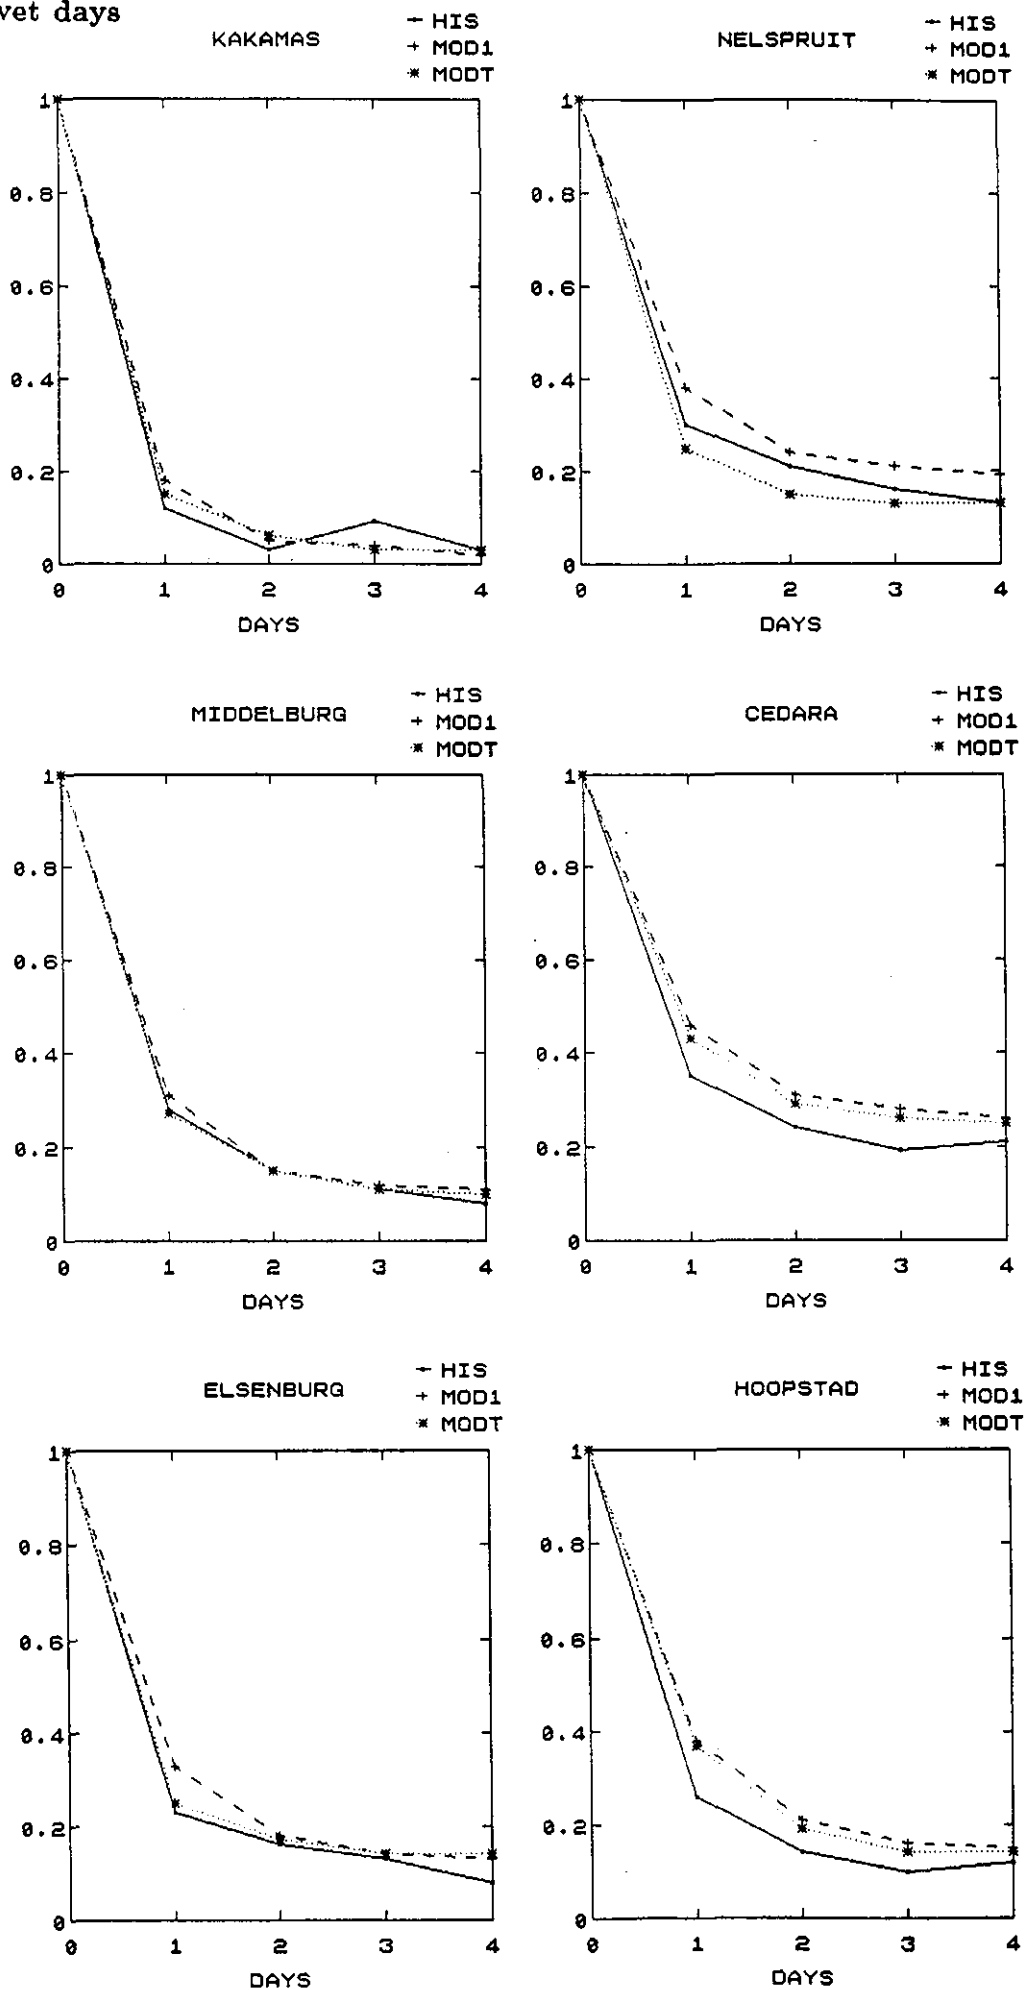 wet days
KAKAMAS
HIS
MOD1
MODT
1
0.8
0.6
0.4
0.2
0
0 1 2 3 4
DAYS
NELSPRUIT
HIS
MOD1
MODT
1
0.8
0.6
0.4
0.2
0
0 1 2 3 4
DAYS
MIDDELBURG
HIS
MOD1
MODT
1
0.8
0.6
0.4
0.2
0
0 1 2 3 4
DAYS
CEDARA
HIS
MOD1
MODT
1
0.8
0.6
0.4
0.2
0
0 1 2 3 4
DAYS
ELSENBURG
HIS
MOD1
MODT
1
0.8
0.6
0.4
0.2
0
0 1 2 3 4
DAYS
HOOPSTAD
HIS
MOD1
MODT
1
0.8
0.6
0.4
0.2
0
0 1 2 3 4
DAYS